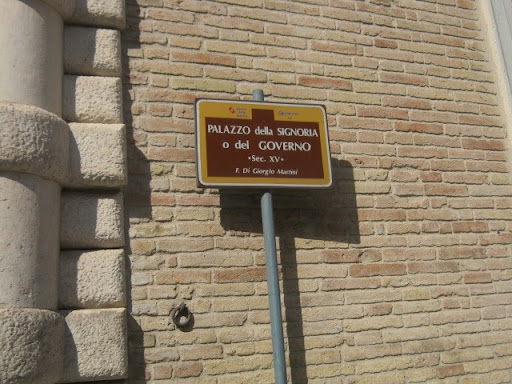 PALAZZO della SIGNORIA
o del GOVERNO
•Sec. XV•
F. Di Giorgio Martini